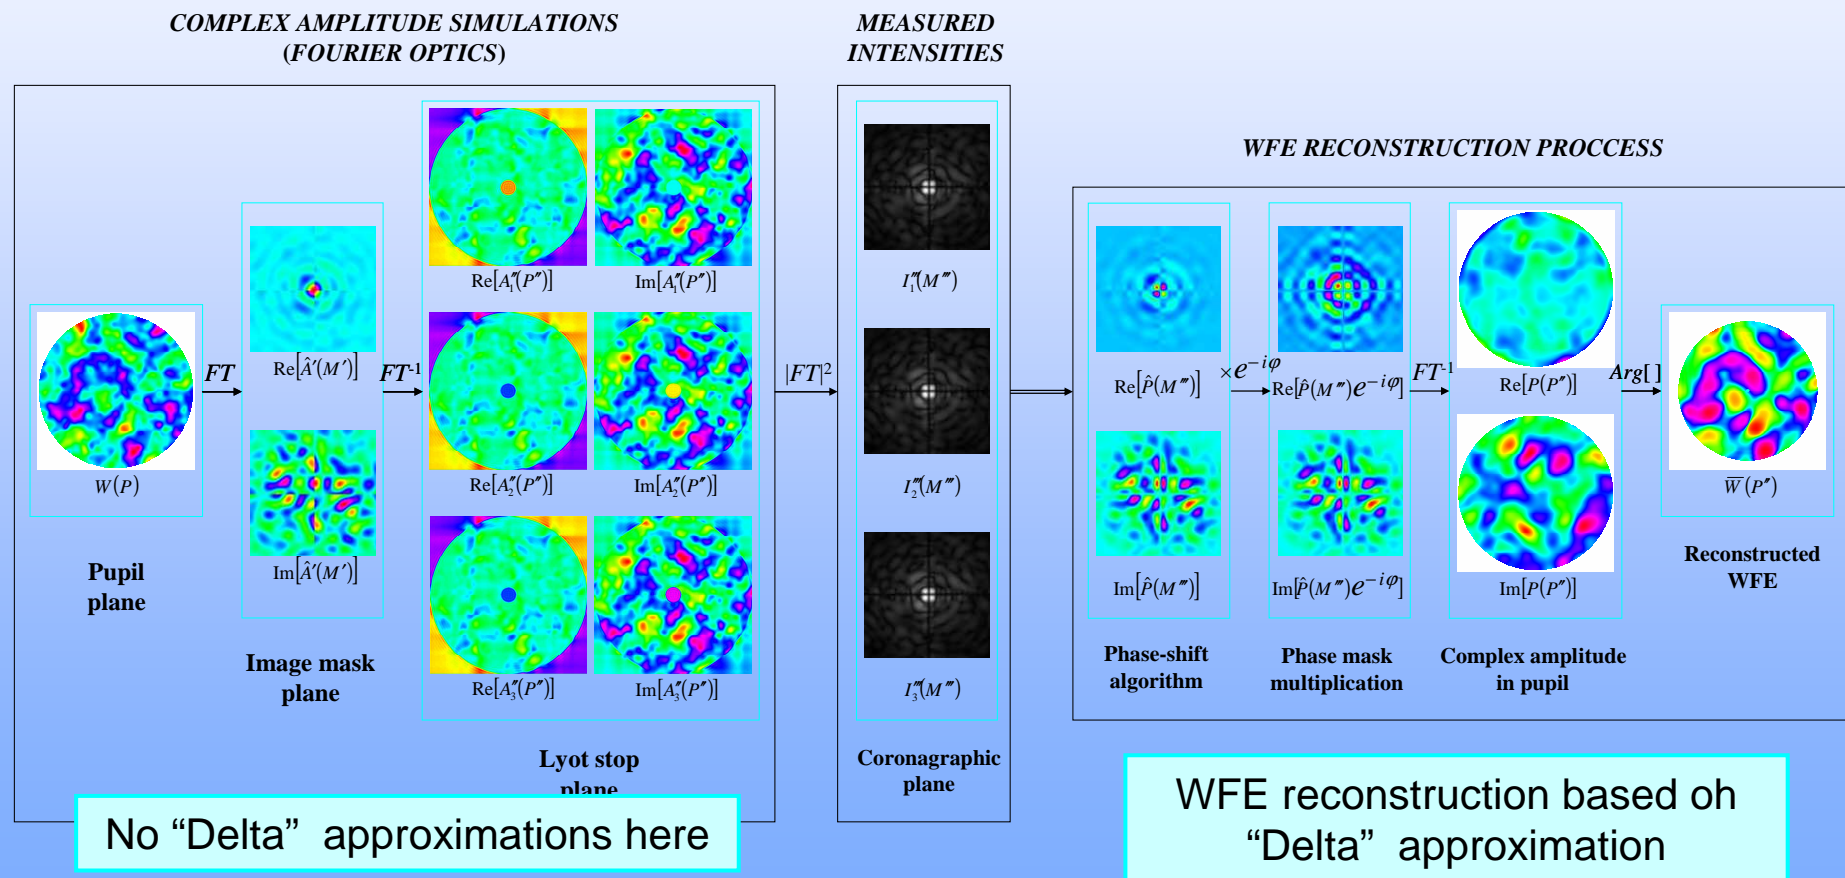 COMPLEX AMPLITUDE SIMULATIONS
(FOURIER OPTICS)
MEASURED
INTENSITIES
WFE RECONSTRUCTION PROCCESS
W(P)
Pupil
plane
FT
Re[Â′(M′)]
Im[Â′(M′)]
Image mask
plane
FT⁻¹
Re[A₁″(P″)]
Im[A₁″(P″)]
Re[A₂″(P″)]
Im[A₂″(P″)]
Re[A₃″(P″)]
Im[A₃″(P″)]
Lyot stop
plane
|FT|²
I₁‴(M‴)
I₂‴(M‴)
I₃‴(M‴)
Coronagraphic
plane
Re[P̂(M‴)]
Im[P̂(M‴)]
Phase-shift
algorithm
×e^{−iφ}
Re[P̂(M‴)e^{−iφ}]
Im[P̂(M‴)e^{−iφ}]
Phase mask
multiplication
FT⁻¹
Re[P(P″)]
Im[P(P″)]
Complex amplitude
in pupil
Arg[ ]
W̅(P″)
Reconstructed
WFE
No “Delta” approximations here
WFE reconstruction based oh
“Delta” approximation